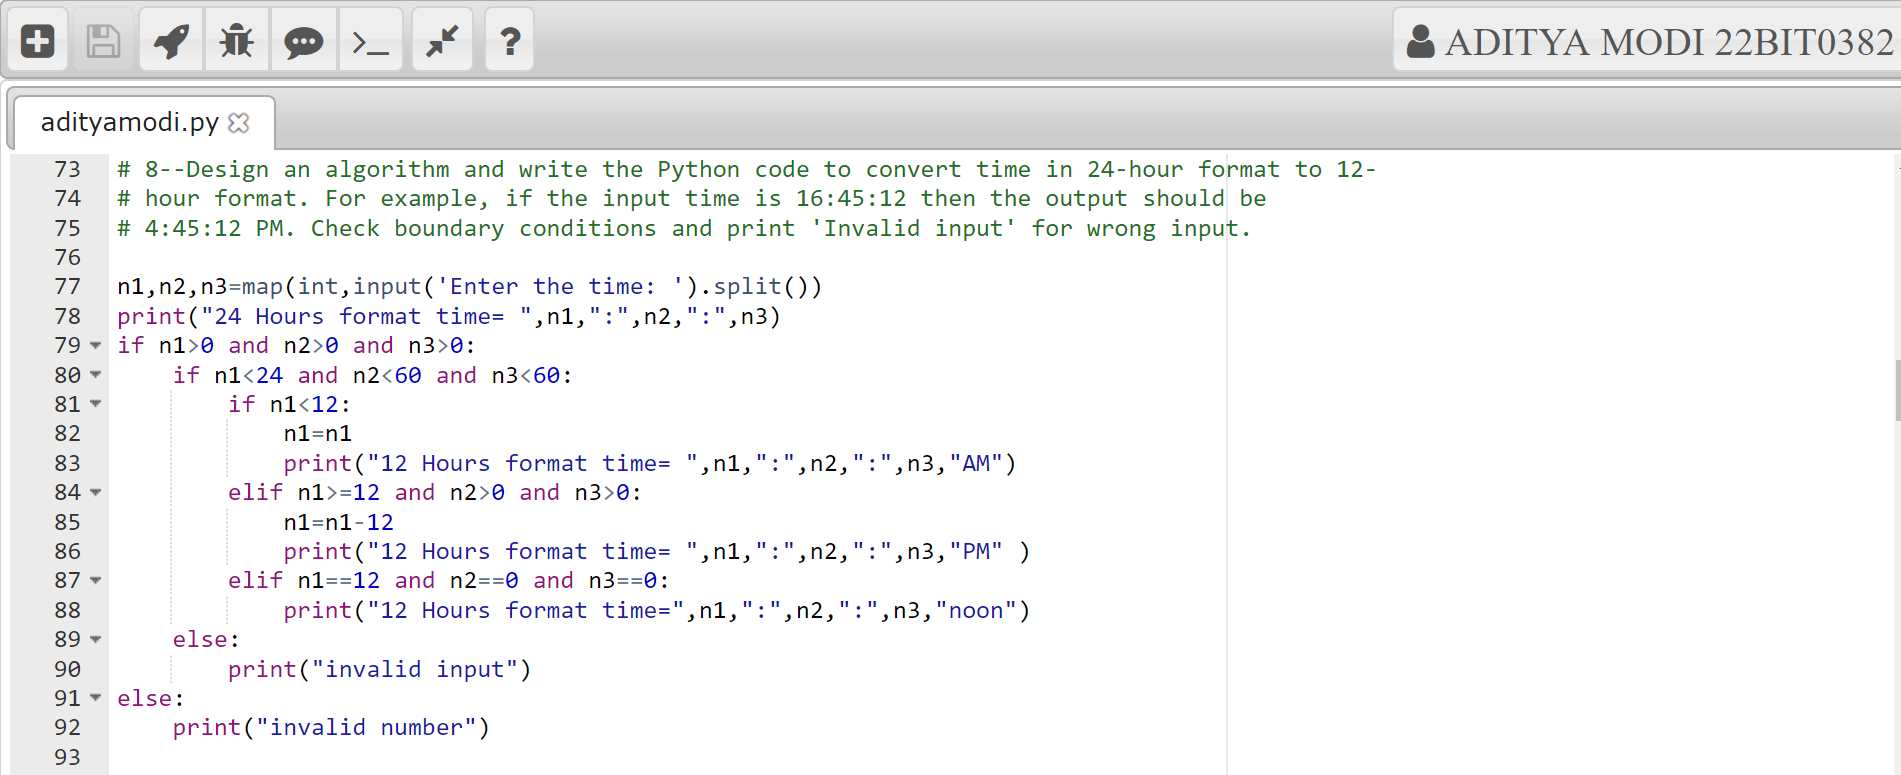 ADITYA MODI 22BIT0382
adityamodi.py
73 # 8--Design an algorithm and write the Python code to convert time in 24-hour format to 12-
74 # hour format. For example, if the input time is 16:45:12 then the output should be
75 # 4:45:12 PM. Check boundary conditions and print 'Invalid input' for wrong input.
76
77 n1,n2,n3=map(int,input('Enter the time: ').split())
78 print("24 Hours format time= ",n1,":",n2,":",n3)
79 if n1>0 and n2>0 and n3>0:
80     if n1<24 and n2<60 and n3<60:
81         if n1<12:
82             n1=n1
83             print("12 Hours format time= ",n1,":",n2,":",n3,"AM")
84         elif n1>=12 and n2>0 and n3>0:
85             n1=n1-12
86             print("12 Hours format time= ",n1,":",n2,":",n3,"PM" )
87         elif n1==12 and n2==0 and n3==0:
88             print("12 Hours format time=",n1,":",n2,":",n3,"noon")
89     else:
90         print("invalid input")
91 else:
92     print("invalid number")
93